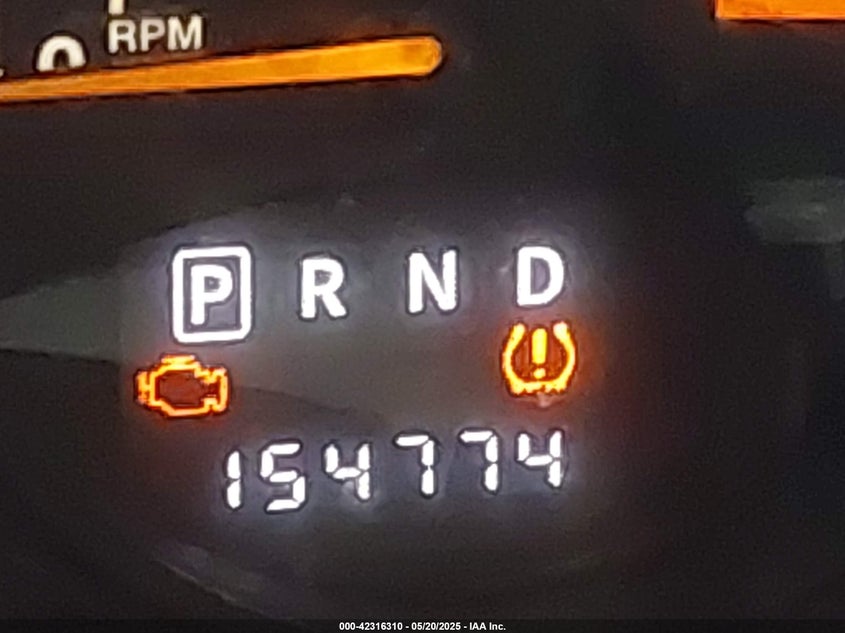 RPM
P R N D
154774
000-42316310 - 05/20/2025 - IAA Inc.